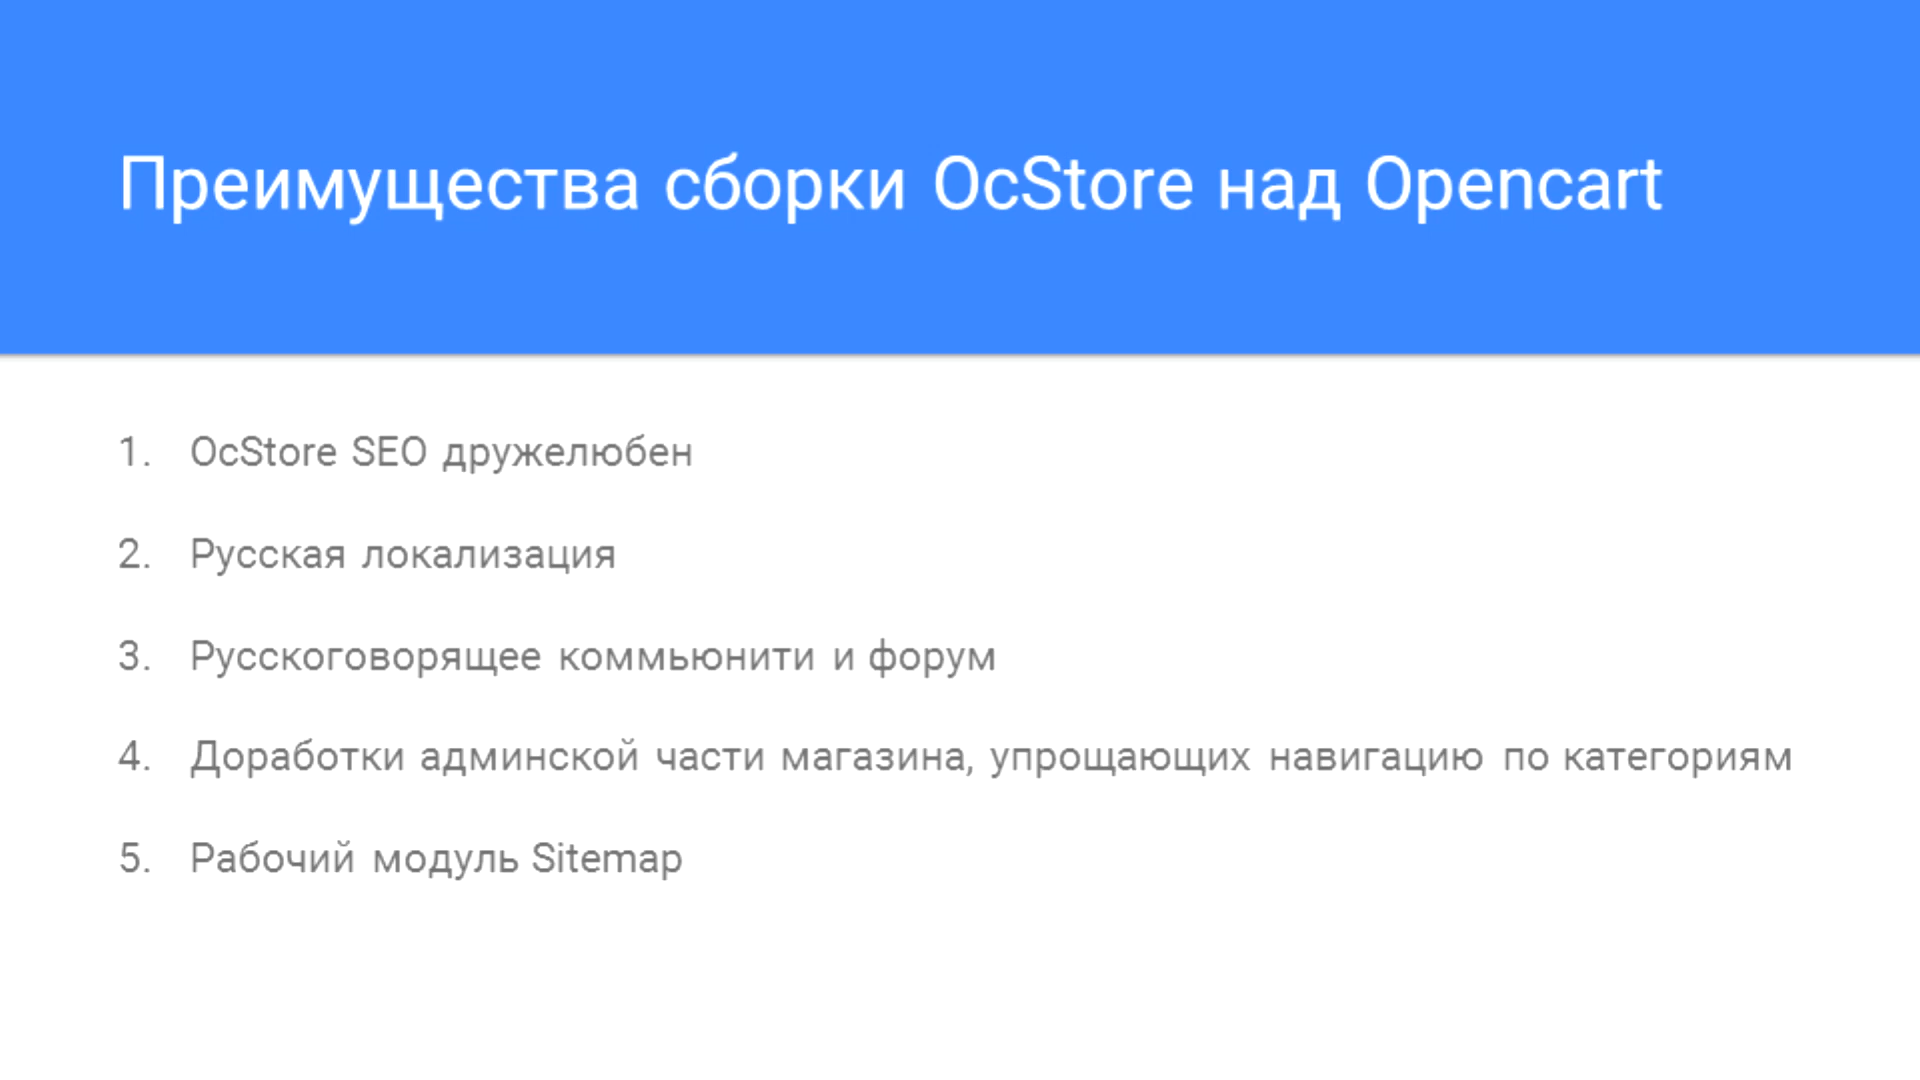 Преимущества сборки OcStore над Opencart
1. OcStore SEO дружелюбен
2. Русская локализация
3. Русскоговорящее коммьюнити и форум
4. Доработки админской части магазина, упрощающих навигацию по категориям
5. Рабочий модуль Sitemap